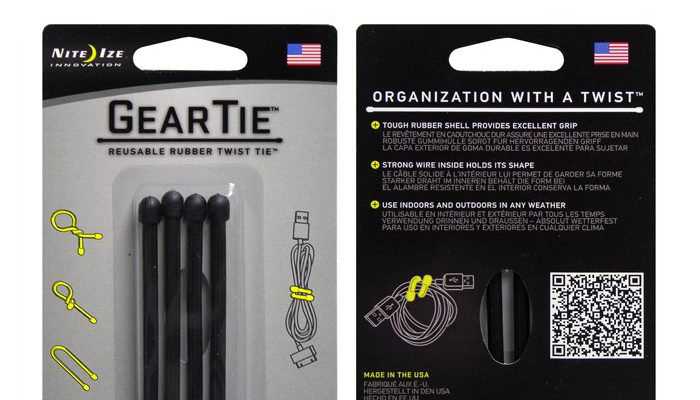 NITE IZE
INNOVATION
GEARTIE™
REUSABLE RUBBER TWIST TIE™
ORGANIZATION WITH A TWIST™
TOUGH RUBBER SHELL PROVIDES EXCELLENT GRIP
LE REVÊTEMENT EN CAOUTCHOUC DUR ASSURE UNE EXCELLENTE PRISE EN MAIN
ROBUSTE GUMMIHÜLLE SORGT FÜR HERVORRAGENDEN GRIFF
LA CAPA EXTERIOR DE GOMA DURABLE ES EXCELENTE PARA SUJETAR
STRONG WIRE INSIDE HOLDS ITS SHAPE
LE CÂBLE SOLIDE À L'INTÉRIEUR LUI PERMET DE GARDER SA FORME
STARKER DRAHT IM INNEREN BEHÄLT DIE FORM BEI
EL ALAMBRE RESISTENTE EN EL INTERIOR CONSERVA LA FORMA
USE INDOORS AND OUTDOORS IN ANY WEATHER
UTILISABLE EN INTÉRIEUR ET EXTÉRIEUR PAR TOUS LES TEMPS
VERWENDUNG DRINNEN UND DRAUSSEN – ABSOLUT WETTERFEST
PARA USO EN INTERIORES Y EXTERIORES EN CUALQUIER CLIMA
MADE IN THE USA
FABRIQUÉ AUX É.-U.
HERGESTELLT IN DEN USA
HECHO EN EE UU